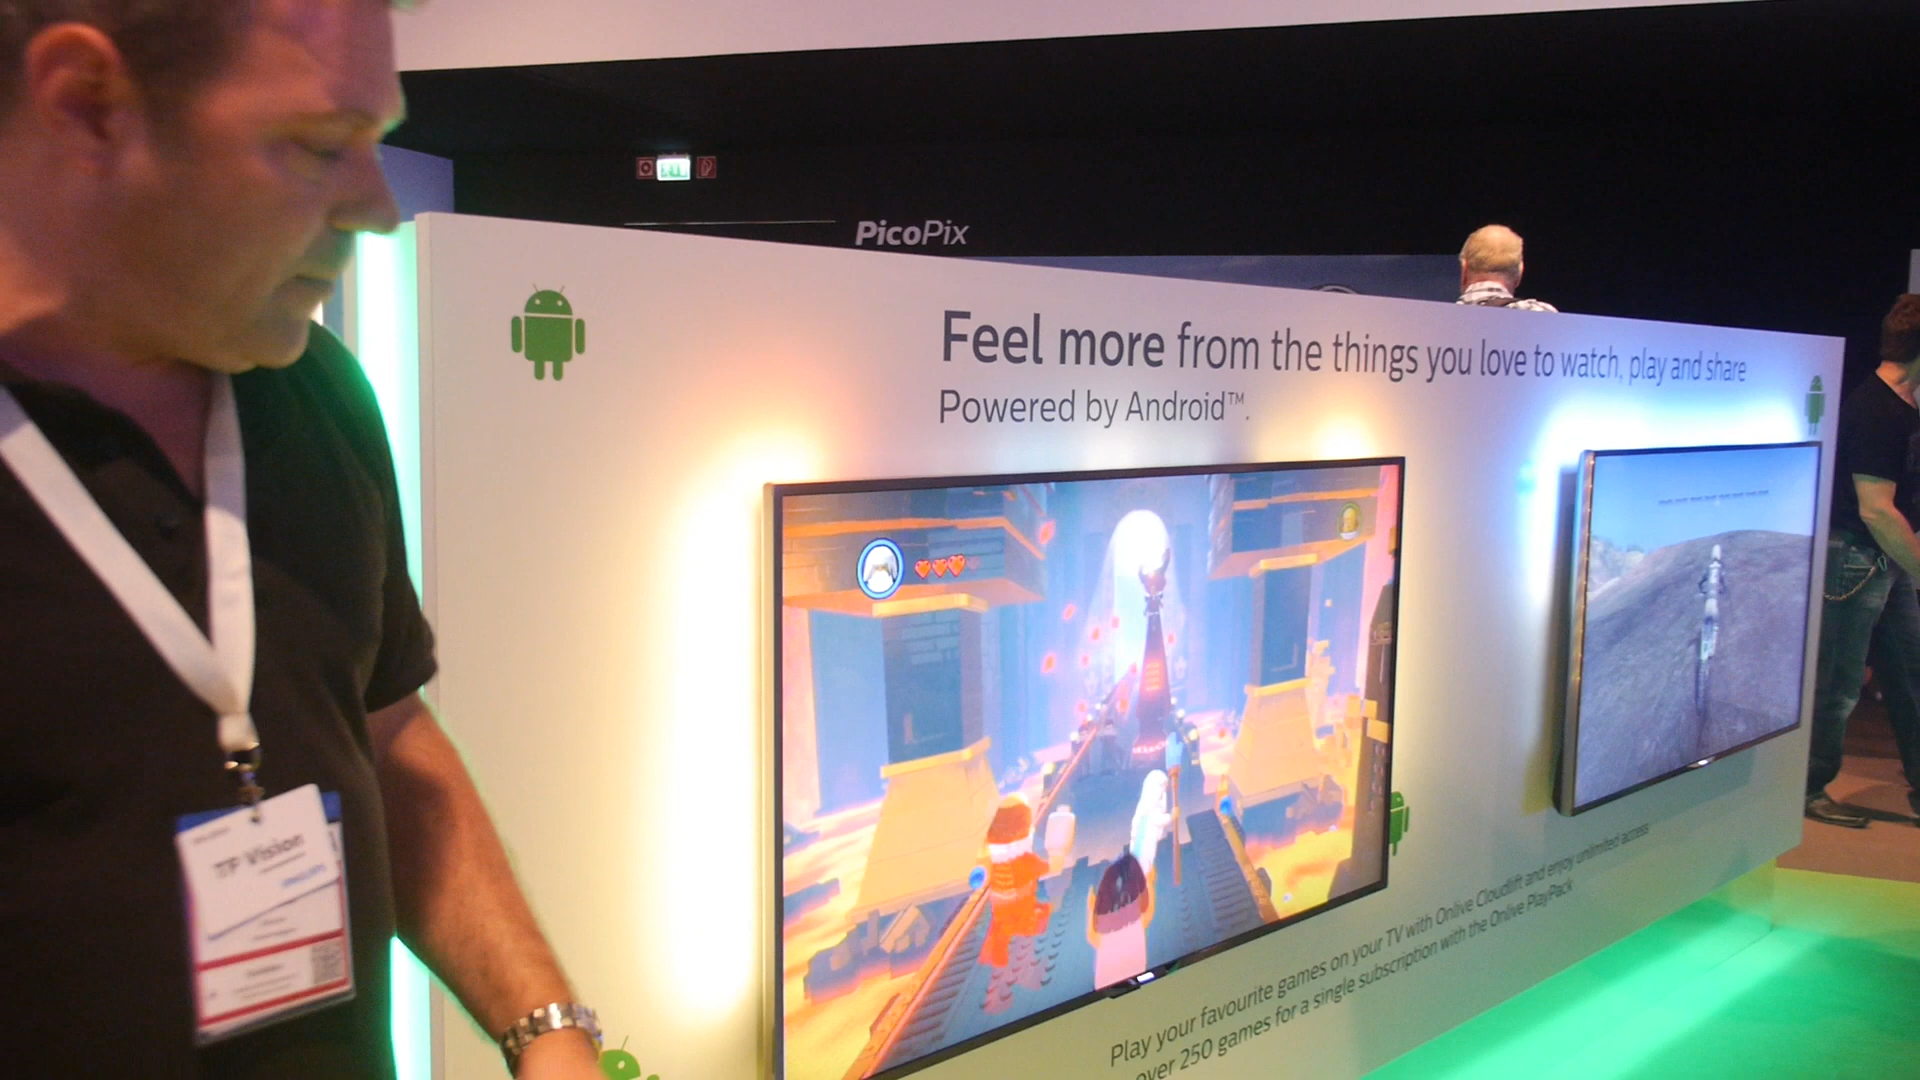 PicoPix
Feel more from the things you love to watch, play and share
Powered by Android™.
TP Vision
Play your favourite games on your TV with Onlive Cloudlift and enjoy unlimited access
over 250 games for a single subscription with the Onlive PlayPack